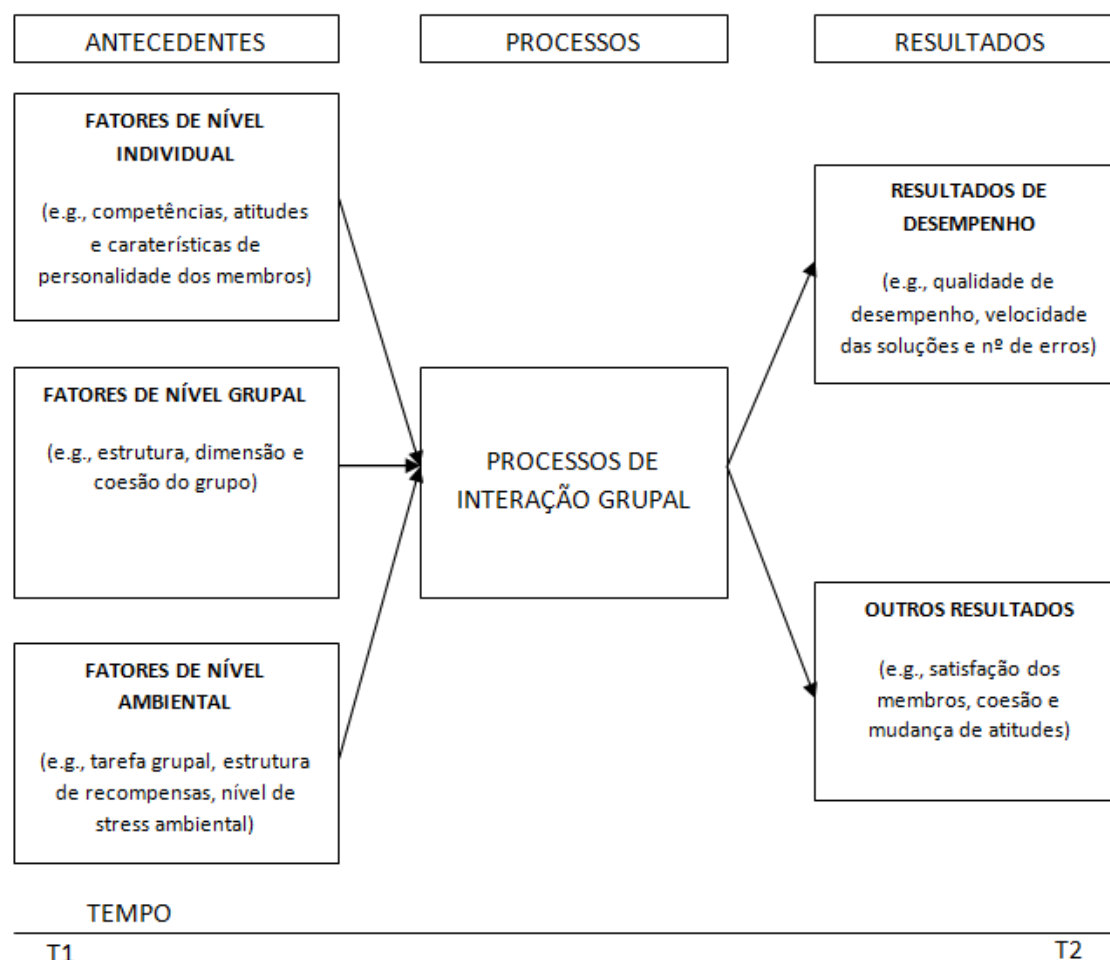 ANTECEDENTES
PROCESSOS
RESULTADOS
FATORES DE NÍVEL
INDIVIDUAL
(e.g., competências, atitudes
e caraterísticas de
personalidade dos membros)
FATORES DE NÍVEL GRUPAL
(e.g., estrutura, dimensão e
coesão do grupo)
FATORES DE NÍVEL
AMBIENTAL
(e.g., tarefa grupal, estrutura
de recompensas, nível de
stress ambiental)
PROCESSOS DE
INTERAÇÃO GRUPAL
RESULTADOS DE
DESEMPENHO
(e.g., qualidade de
desempenho, velocidade
das soluções e nº de erros)
OUTROS RESULTADOS
(e.g., satisfação dos
membros, coesão e
mudança de atitudes)
TEMPO
T1
T2